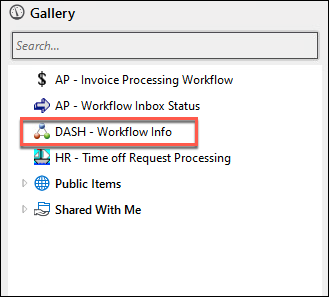 Gallery
Search...
AP - Invoice Processing Workflow
AP - Workflow Inbox Status
DASH - Workflow Info
HR - Time off Request Processing
Public Items
Shared With Me